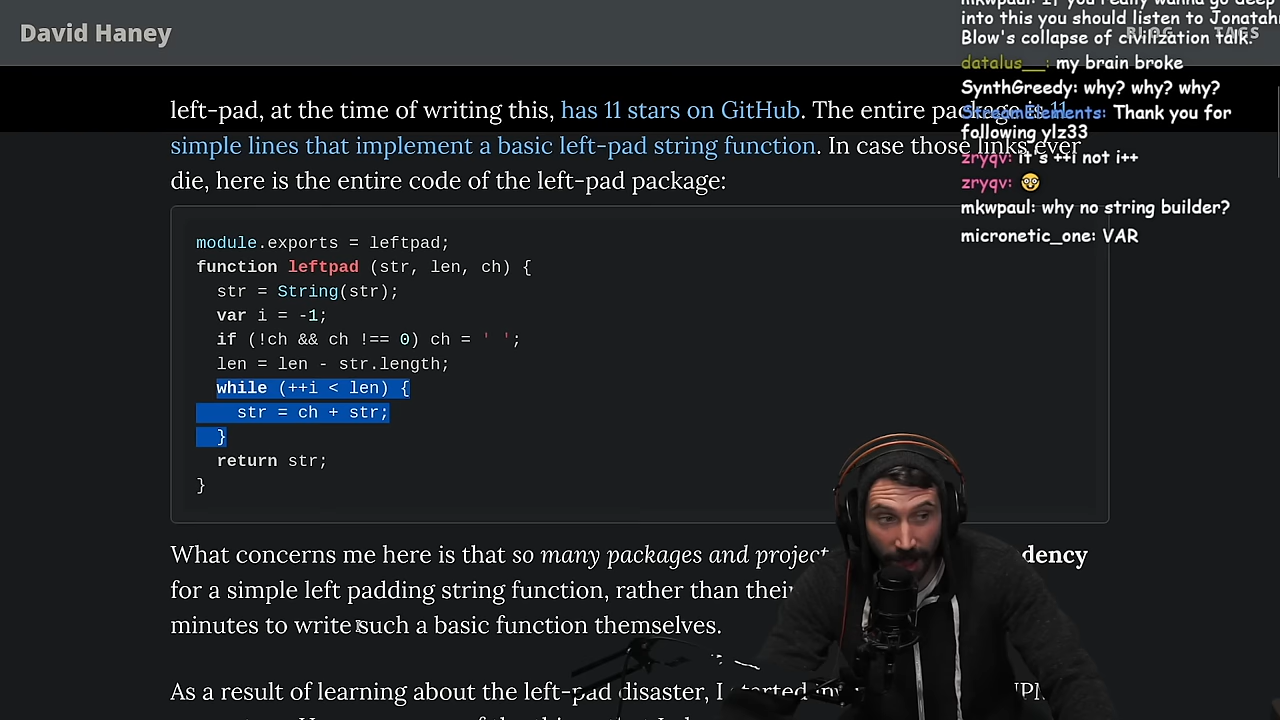 David Haney
BLOG TAGS
left-pad, at the time of writing this, has 11 stars on GitHub. The entire package is 11
simple lines that implement a basic left-pad string function. In case those links ever
die, here is the entire code of the left-pad package:
module.exports = leftpad;
function leftpad (str, len, ch) {
str = String(str);
var i = -1;
if (!ch && ch !== 0) ch = ' ';
len = len - str.length;
while (++i < len) {
str = ch + str;
}
return str;
}
What concerns me here is that so many packages and project
dency
for a simple left padding string function, rather than their
minutes to write such a basic function themselves.
As a result of learning about the left-pad disaster, I started
mkwpaul: If you really wanna go deep
into this you should listen to Jonatah
Blow's collapse of civilization talk.
datalus__: my brain broke
SynthGreedy: why? why? why?
StreamElements: Thank you for
following ylz33
zryqv: it's ++i not i++
zryqv: 🤓
mkwpaul: why no string builder?
micronetic_one: VAR